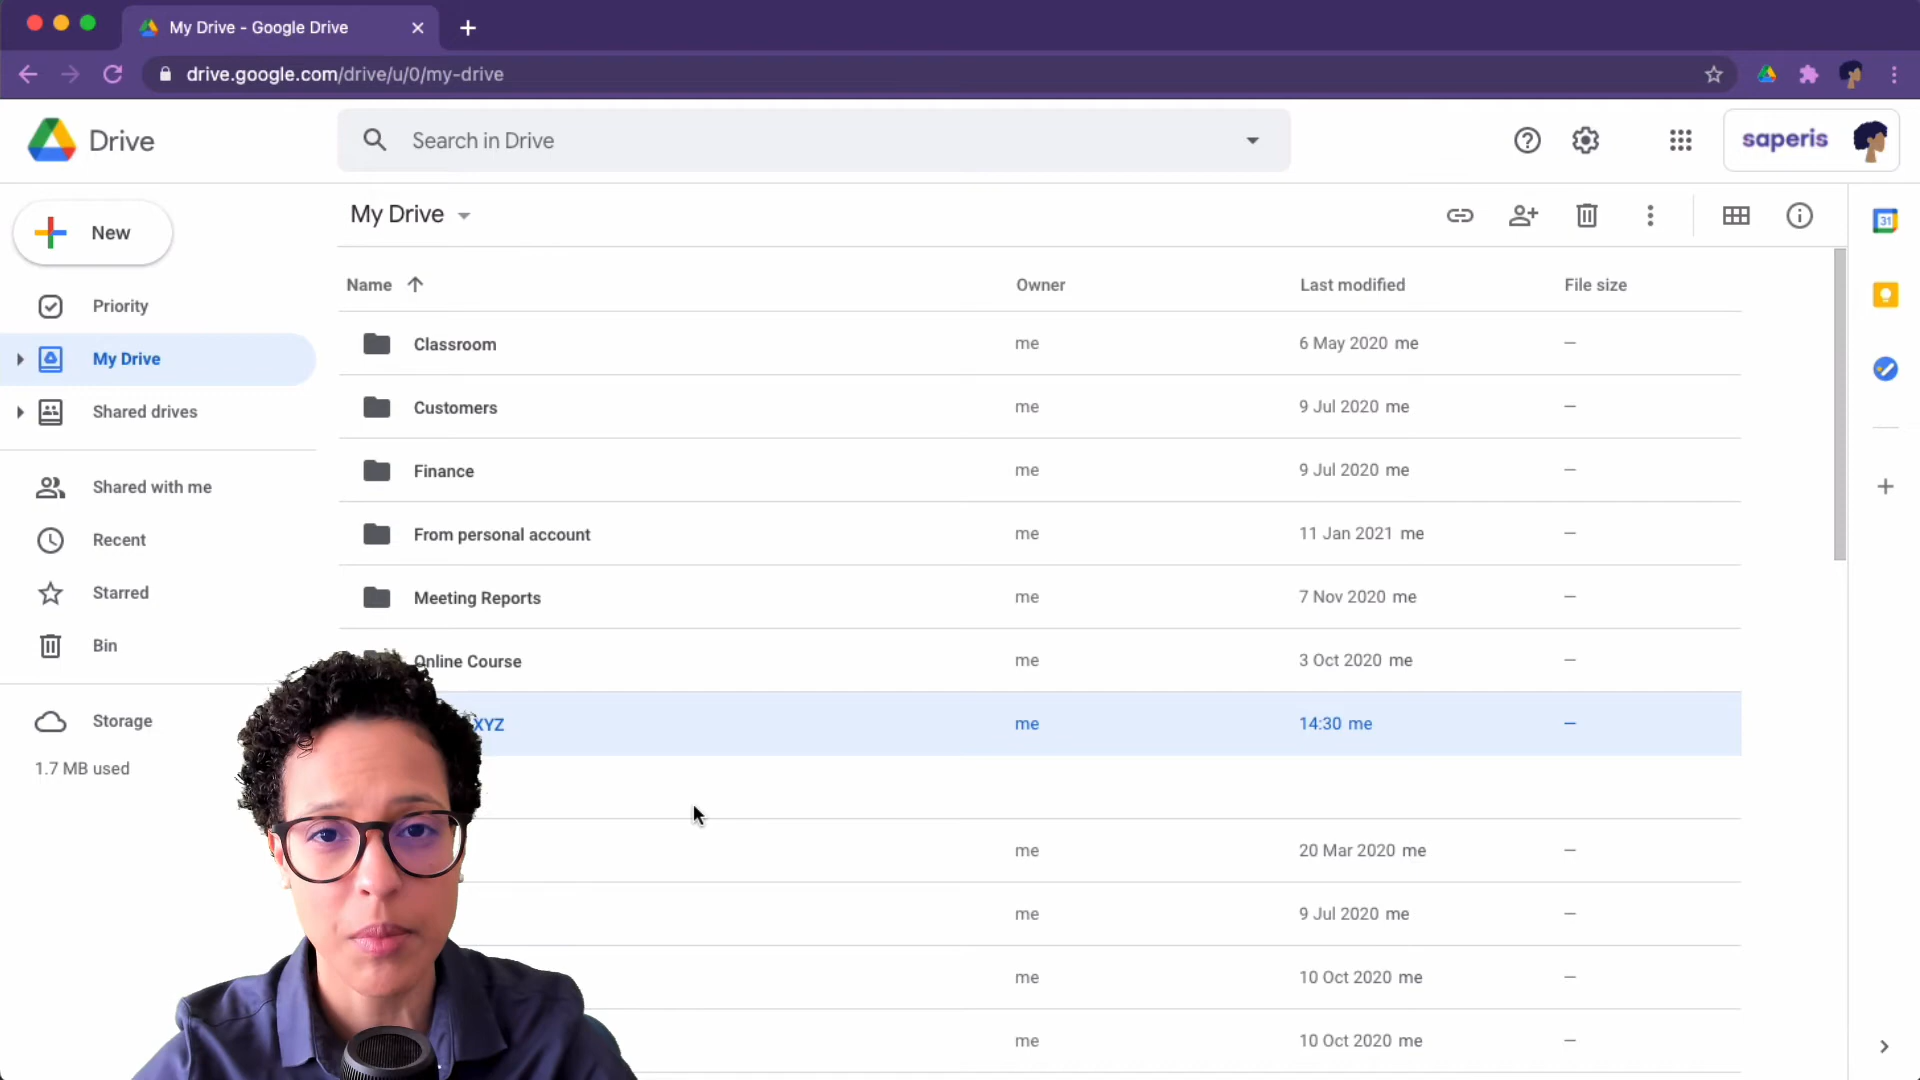 My Drive - Google Drive
drive.google.com/drive/u/0/my-drive
Drive
Search in Drive
saperis
New
My Drive
31
Name Owner Last modified File size
Priority
My Drive
Shared drives
Shared with me
Recent
Starred
Bin
Storage
1.7 MB used
Classroom me 6 May 2020 me –
Customers me 9 Jul 2020 me –
Finance me 9 Jul 2020 me –
From personal account me 11 Jan 2021 me –
Meeting Reports me 7 Nov 2020 me –
Online Course me 3 Oct 2020 me –
XYZ me 14:30 me –
me 20 Mar 2020 me –
me 9 Jul 2020 me –
me 10 Oct 2020 me –
me 10 Oct 2020 me –